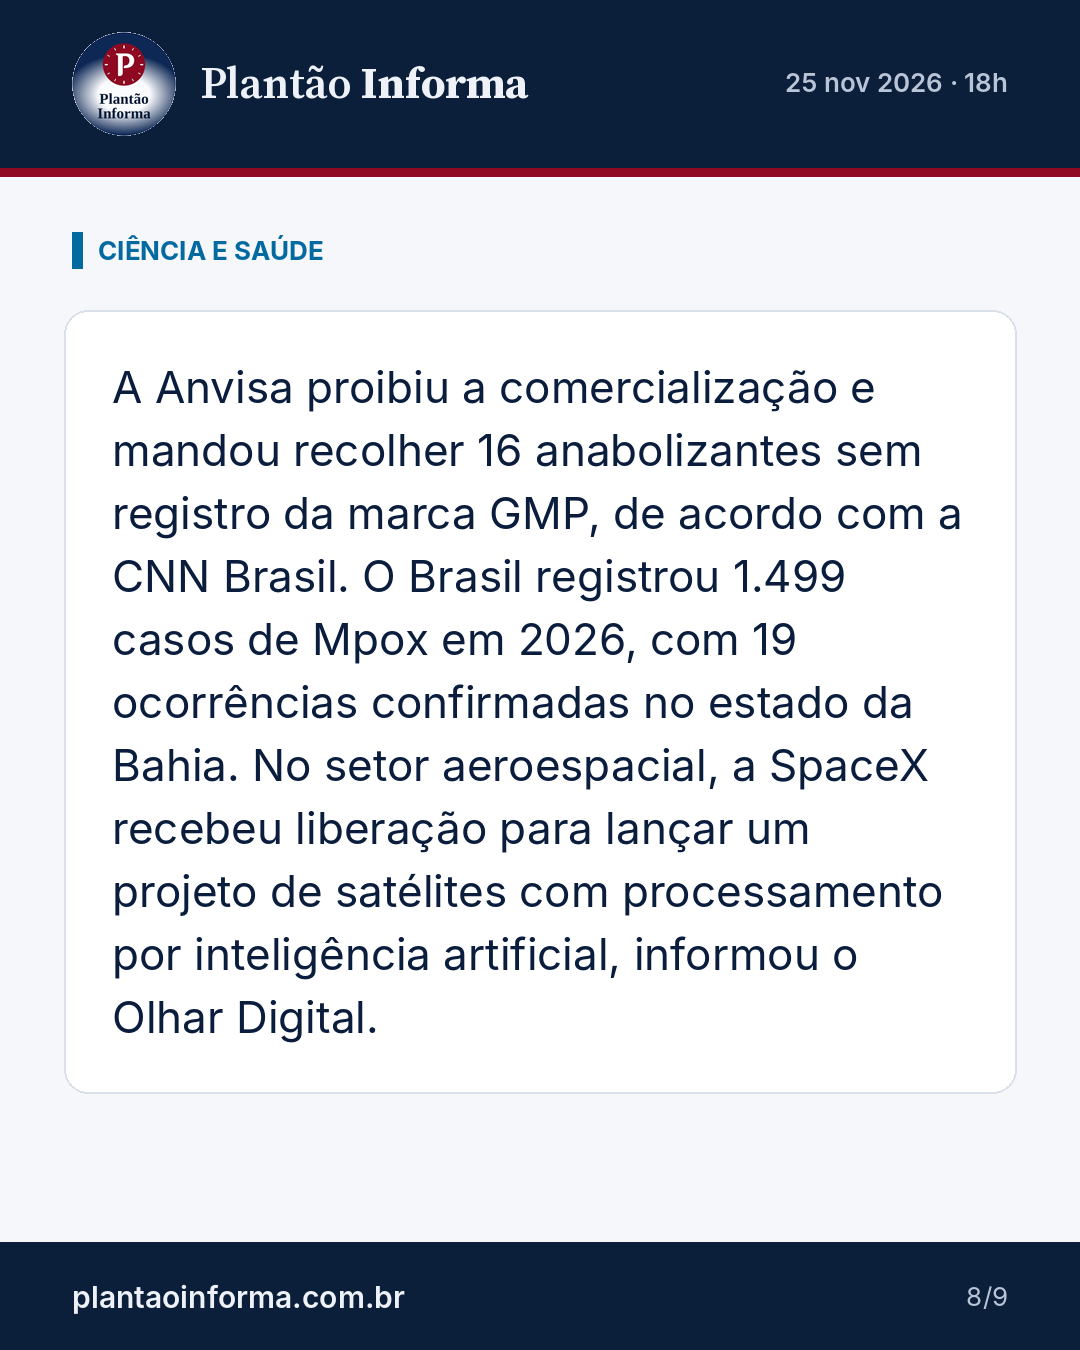 P
Plantão
Informa
Plantão Informa
25 nov 2026 · 18h
CIÊNCIA E SAÚDE
A Anvisa proibiu a comercialização e
mandou recolher 16 anabolizantes sem
registro da marca GMP, de acordo com a
CNN Brasil. O Brasil registrou 1.499
casos de Mpox em 2026, com 19
ocorrências confirmadas no estado da
Bahia. No setor aeroespacial, a SpaceX
recebeu liberação para lançar um
projeto de satélites com processamento
por inteligência artificial, informou o
Olhar Digital.
plantaoinforma.com.br
8/9